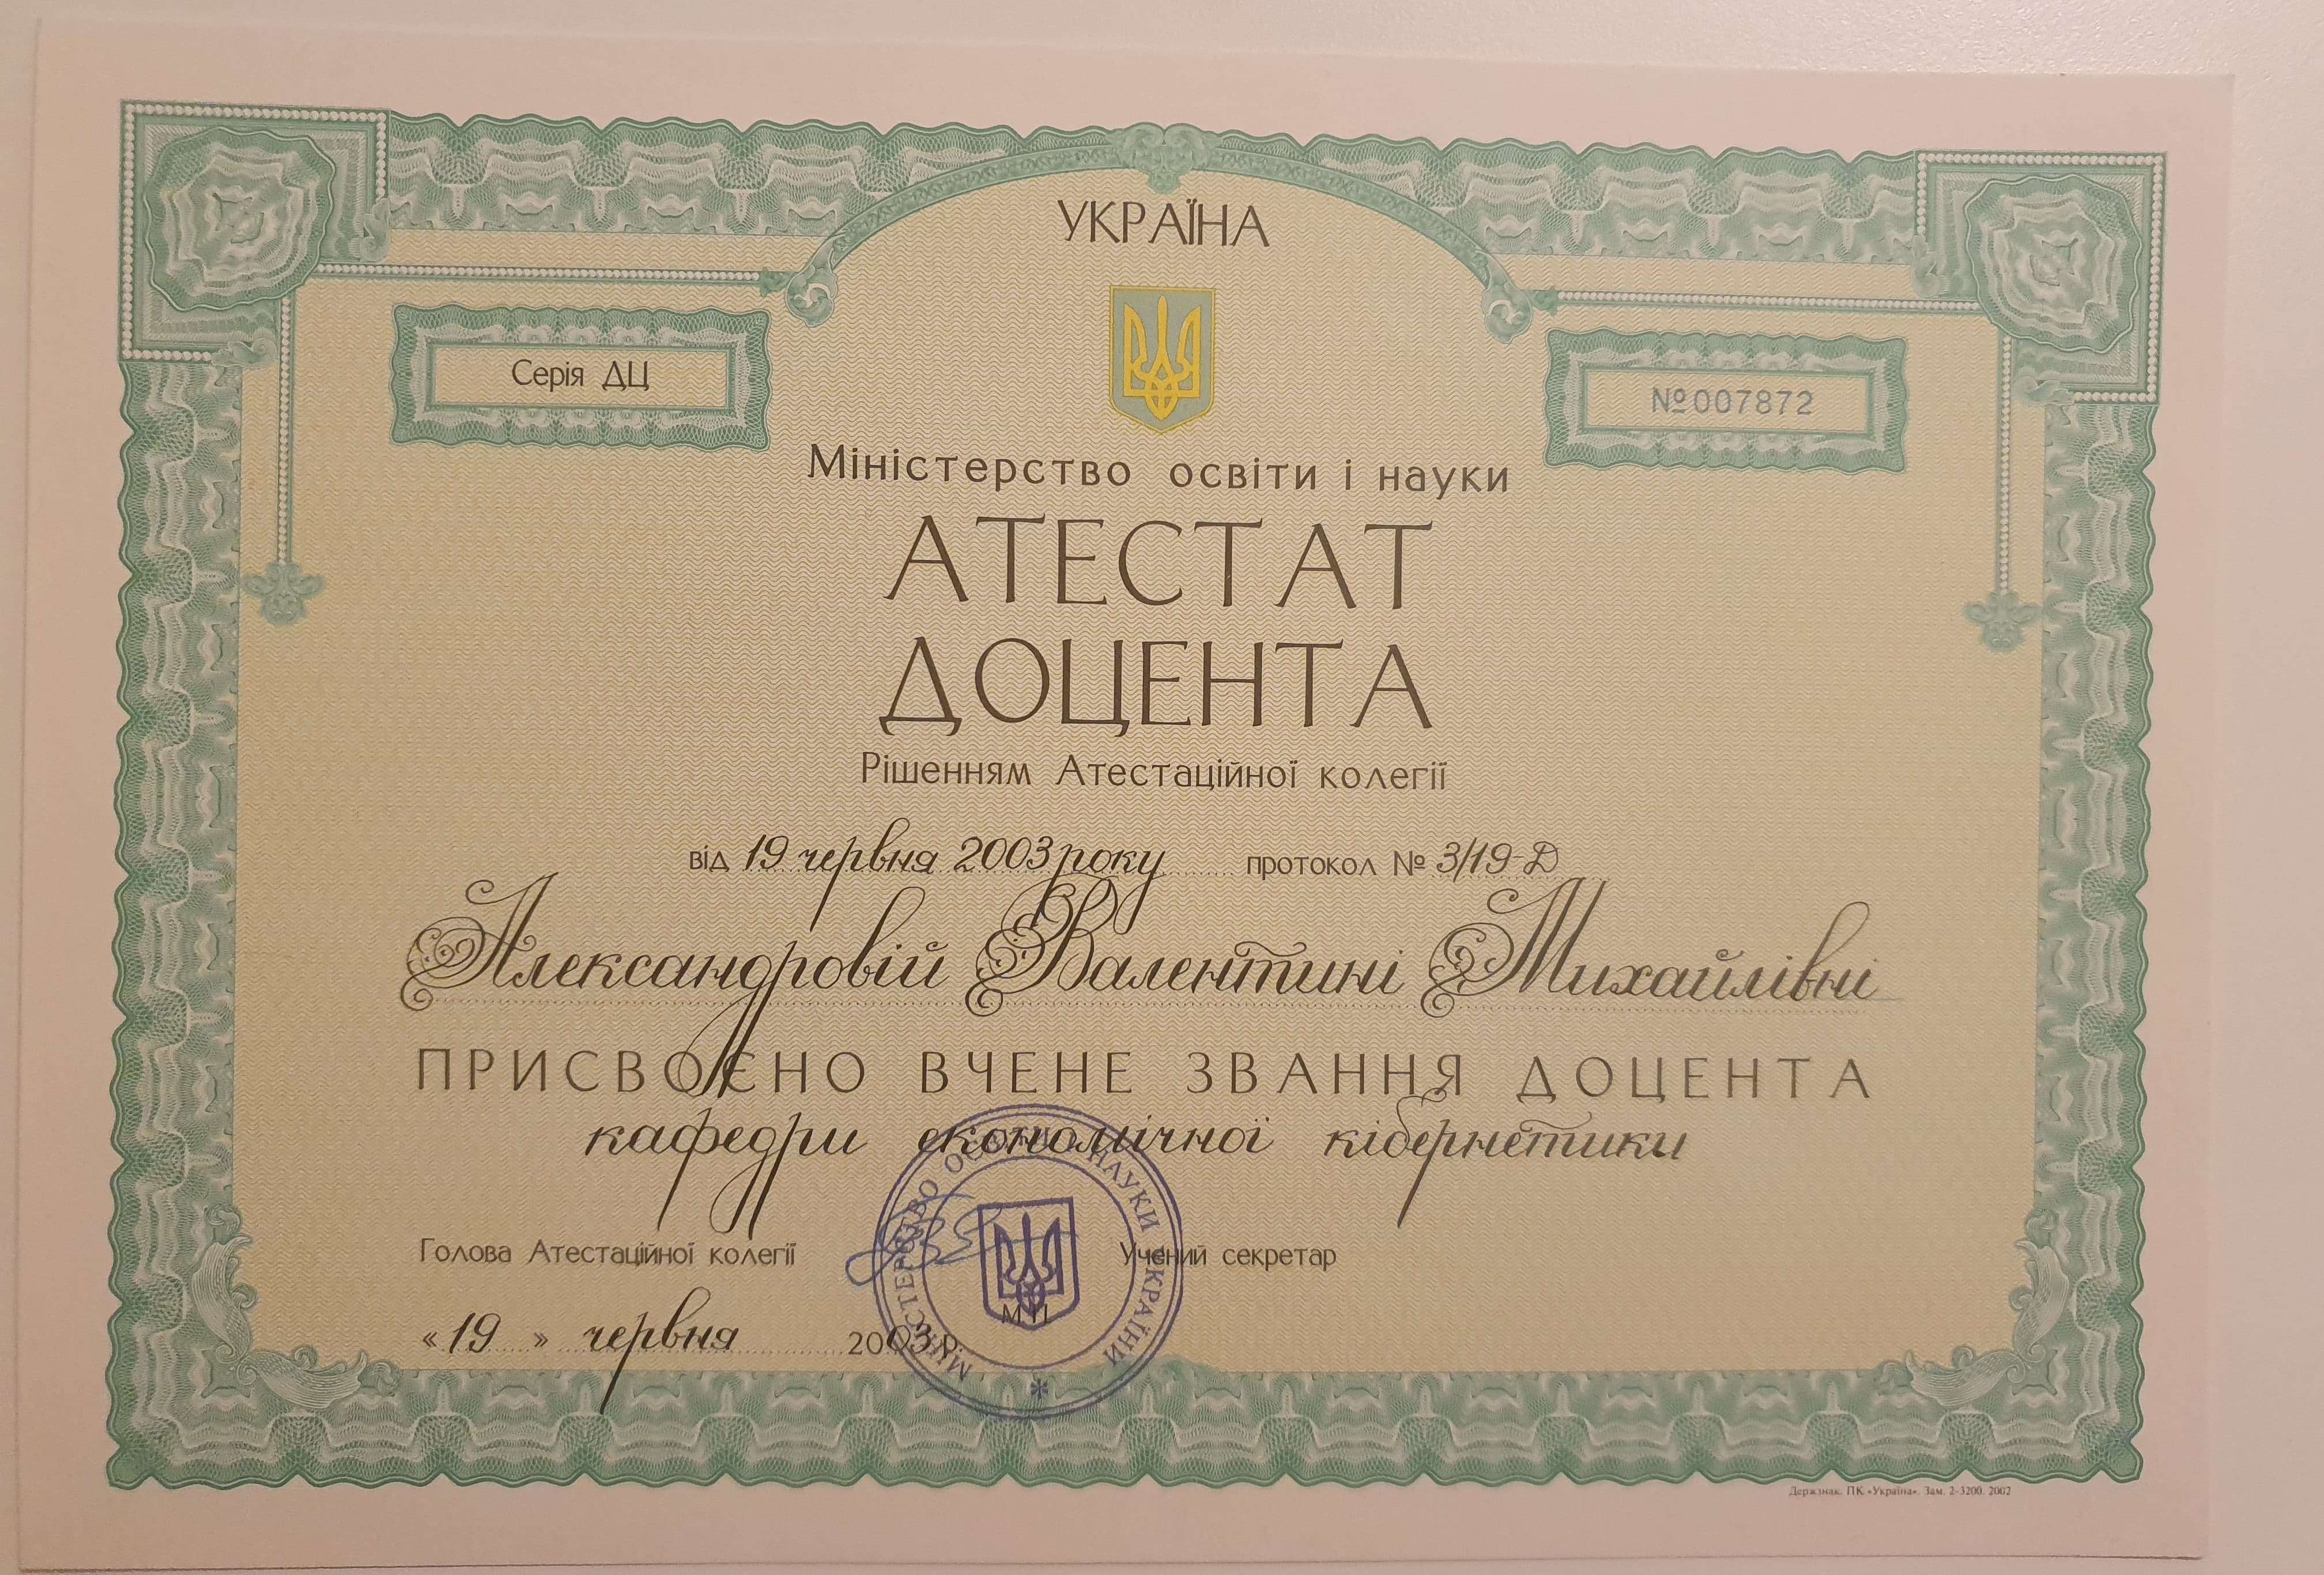 УКРАЇНА
Серія ДЦ
№007872
Міністерство освіти і науки
АТЕСТАТ
ДОЦЕНТА
Рішенням Атестаційної колегії
від 19 червня 2003 року протокол № 3/19-Д
Александровій Валентині Михайлівні
ПРИСВОЄНО ВЧЕНЕ ЗВАННЯ ДОЦЕНТА
кафедри економічної кібернетики
Голова Атестаційної колегії
Учений секретар
М.П.
«19» червня 2003 р.
МІНІСТЕРСТВО ОСВІТИ І НАУКИ УКРАЇНИ *
Держзнак. ПК «Україна». Зам. 2-3200. 2002